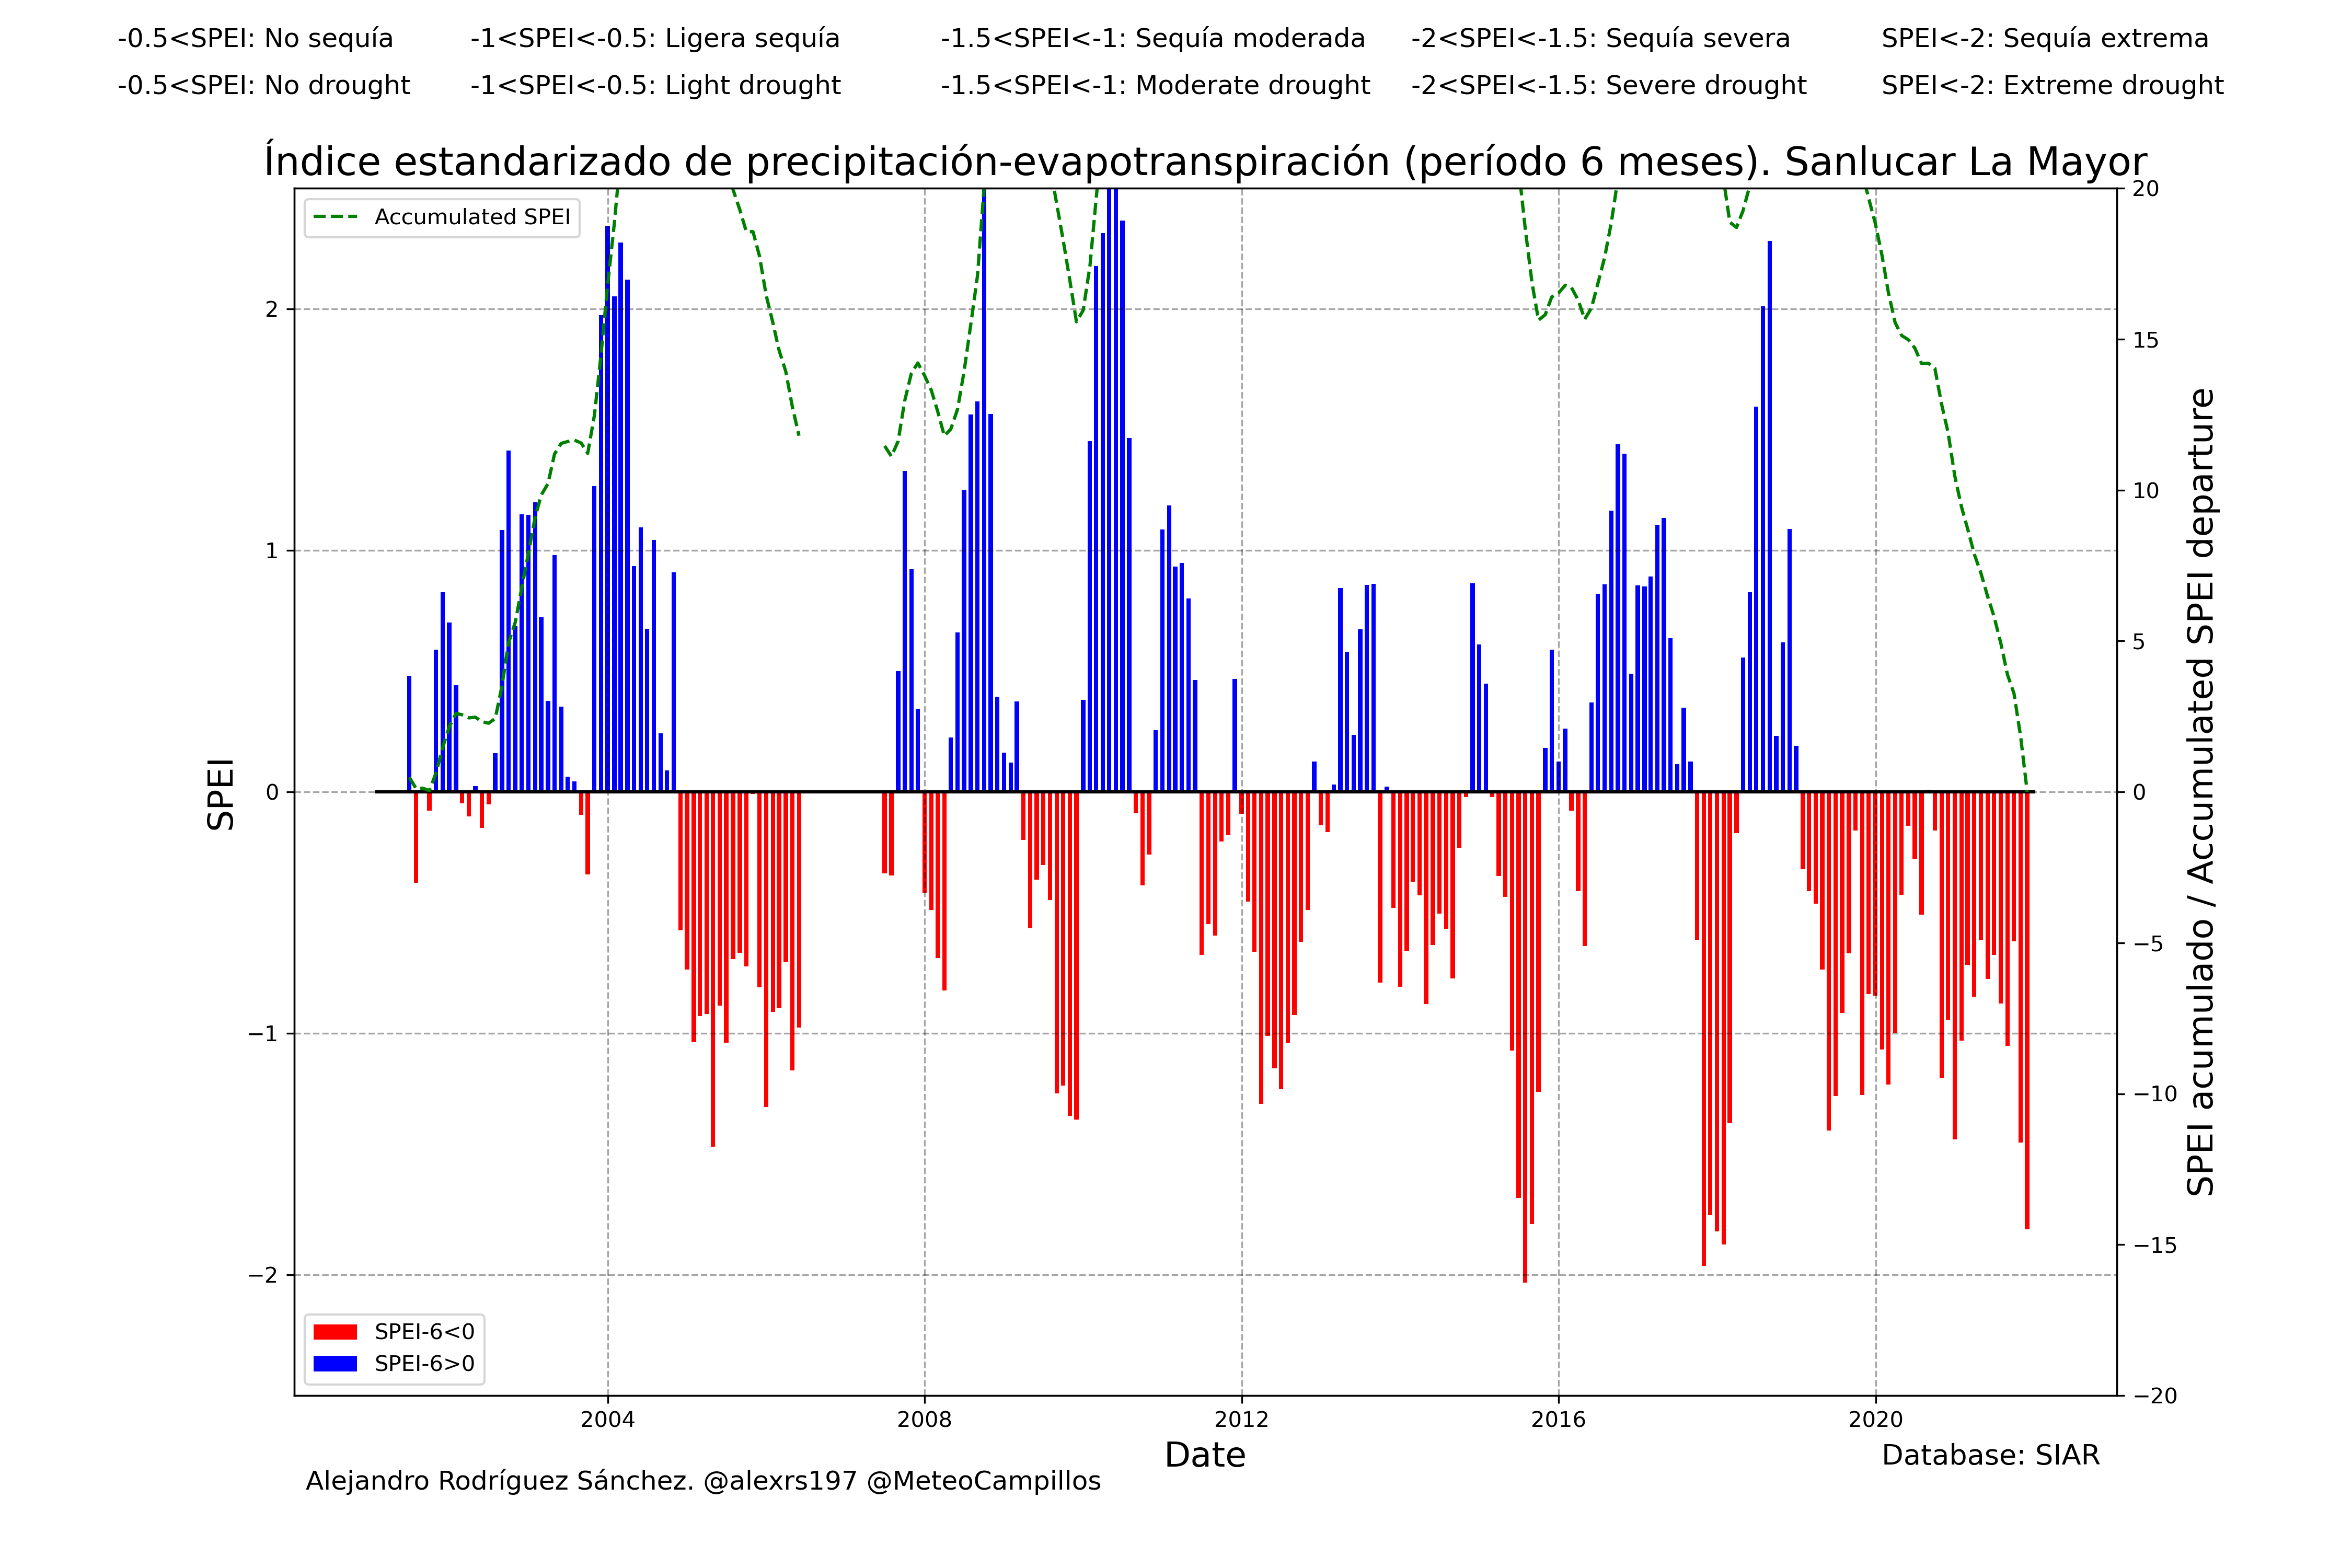 -0.5<SPEI: No sequía -1<SPEI<-0.5: Ligera sequía -1.5<SPEI<-1: Sequía moderada -2<SPEI<-1.5: Sequía severa SPEI<-2: Sequía extrema
-0.5<SPEI: No drought -1<SPEI<-0.5: Light drought -1.5<SPEI<-1: Moderate drought -2<SPEI<-1.5: Severe drought SPEI<-2: Extreme drought
Índice estandarizado de precipitación-evapotranspiración (período 6 meses). Sanlucar La Mayor
Accumulated SPEI
2
1
0
−1
−2
SPEI
20
15
10
5
0
−5
−10
−15
−20
SPEI acumulado / Accumulated SPEI departure
SPEI-6<0
SPEI-6>0
2004 2008 2012 2016 2020
Date
Database: SIAR
Alejandro Rodríguez Sánchez. @alexrs197 @MeteoCampillos